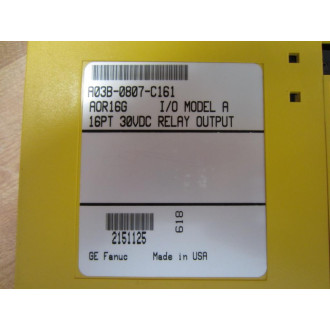 A03B-0807-C161
AOR16G I/O MODEL A
16PT 30VDC RELAY OUTPUT
618
2151125
GE Fanuc Made in USA